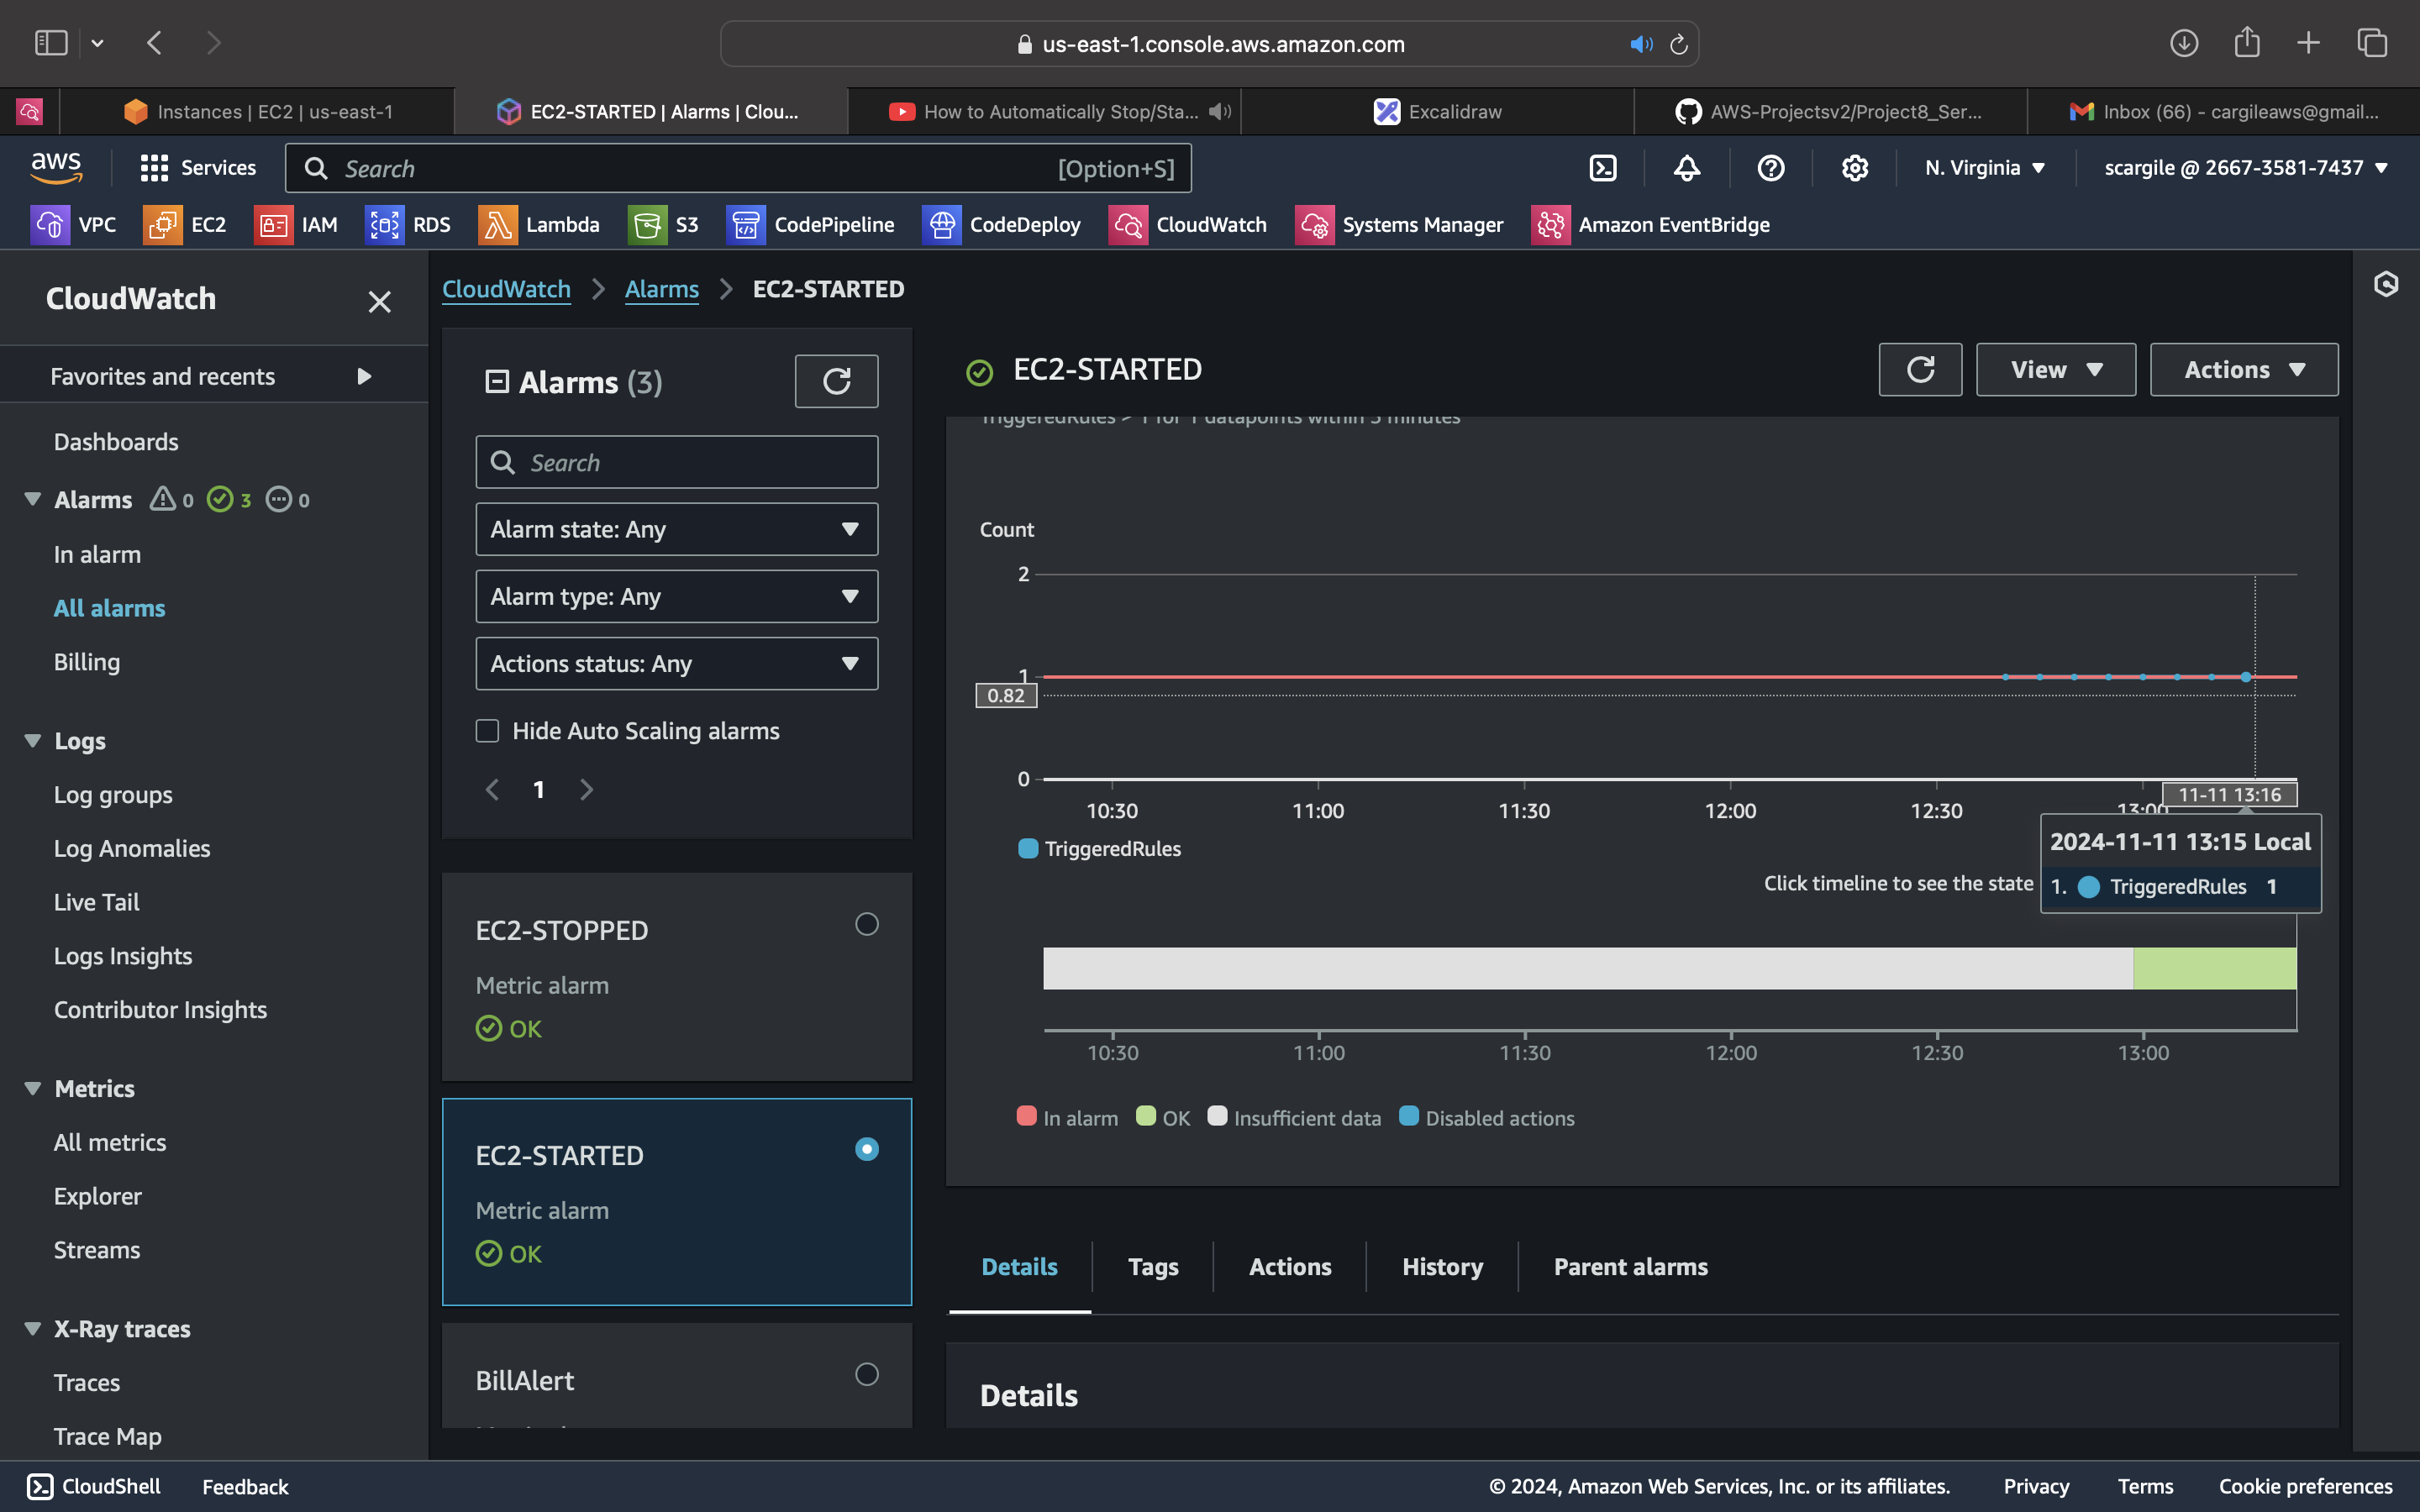 us-east-1.console.aws.amazon.com
Instances | EC2 | us-east-1
EC2-STARTED | Alarms | Clou...
How to Automatically Stop/Sta...
Excalidraw
AWS-Projectsv2/Project8_Ser...
Inbox (66) - cargileaws@gmail...
aws
Services
Search
[Option+S]
N. Virginia
scargile @ 2667-3581-7437
VPC
EC2
IAM
RDS
Lambda
S3
CodePipeline
CodeDeploy
CloudWatch
Systems Manager
Amazon EventBridge
CloudWatch
Favorites and recents
Dashboards
Alarms 0 3 0
In alarm
All alarms
Billing
Logs
Log groups
Log Anomalies
Live Tail
Logs Insights
Contributor Insights
Metrics
All metrics
Explorer
Streams
X-Ray traces
Traces
Trace Map
CloudWatch
Alarms
EC2-STARTED
Alarms (3)
Search
Alarm state: Any
Alarm type: Any
Actions status: Any
Hide Auto Scaling alarms
1
EC2-STOPPED
Metric alarm
OK
EC2-STARTED
Metric alarm
OK
BillAlert
EC2-STARTED
View
Actions
TriggeredRules > 1 for 1 datapoints within 5 minutes
Count
2
1
0.82
0
10:30
11:00
11:30
12:00
12:30
13:00
11-11 13:16
TriggeredRules
2024-11-11 13:15 Local
1. TriggeredRules 1
Click timeline to see the state
10:30
11:00
11:30
12:00
12:30
13:00
In alarm
OK
Insufficient data
Disabled actions
Details
Tags
Actions
History
Parent alarms
Details
CloudShell
Feedback
© 2024, Amazon Web Services, Inc. or its affiliates.
Privacy
Terms
Cookie preferences